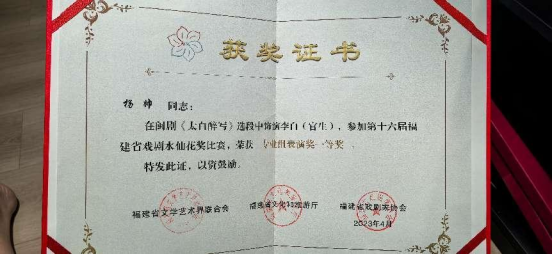 获奖证书
杨帅 同志:
在闽剧《太白醉写》选段中饰演李白(官生),参加第十六届福
建省戏剧水仙花奖比赛,荣获 专业组表演奖一等奖 。
特发此证,以资鼓励。
福建省文学艺术界联合会 福建省文化和旅游厅 福建省戏剧家协会
2023年4月